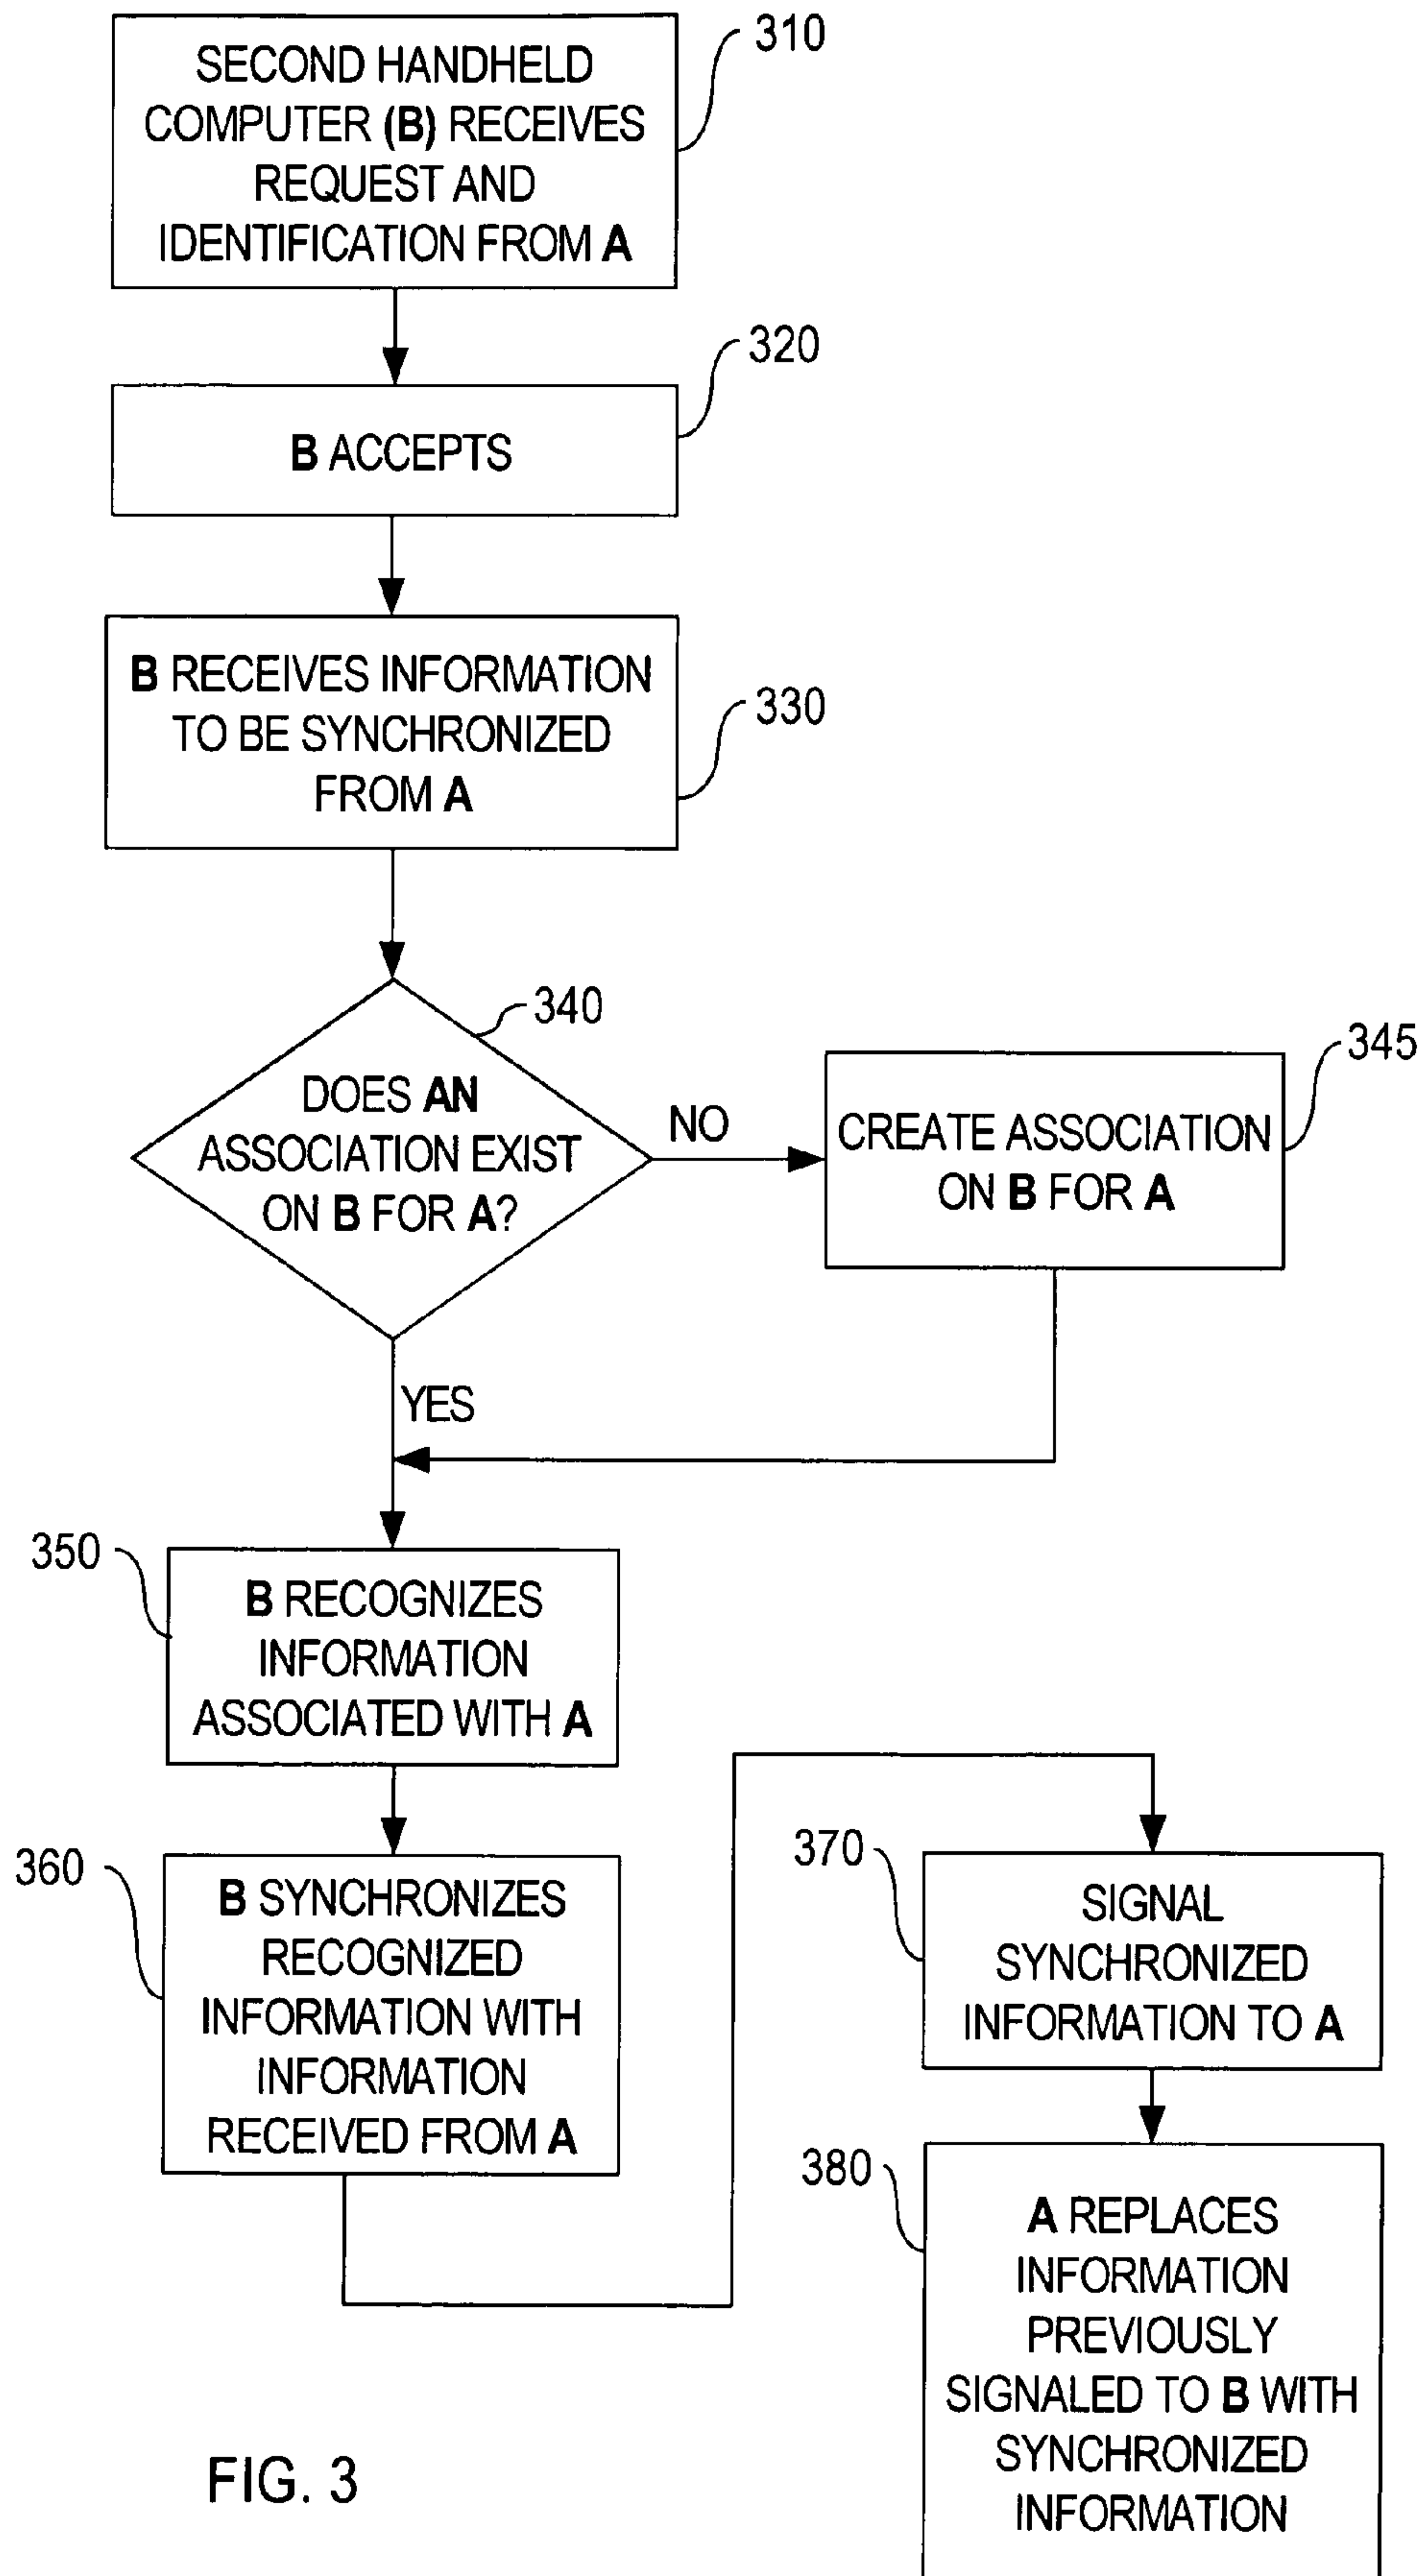 SECOND HANDHELD
COMPUTER (B) RECEIVES
REQUEST AND
IDENTIFICATION FROM A
310
B ACCEPTS
320
B RECEIVES INFORMATION
TO BE SYNCHRONIZED
FROM A
330
340
DOES AN
ASSOCIATION EXIST
ON B FOR A?
NO
CREATE ASSOCIATION
ON B FOR A
345
YES
350
B RECOGNIZES
INFORMATION
ASSOCIATED WITH A
360
B SYNCHRONIZES
RECOGNIZED
INFORMATION WITH
INFORMATION
RECEIVED FROM A
370
SIGNAL
SYNCHRONIZED
INFORMATION TO A
380
A REPLACES
INFORMATION
PREVIOUSLY
SIGNALED TO B WITH
SYNCHRONIZED
INFORMATION
FIG. 3